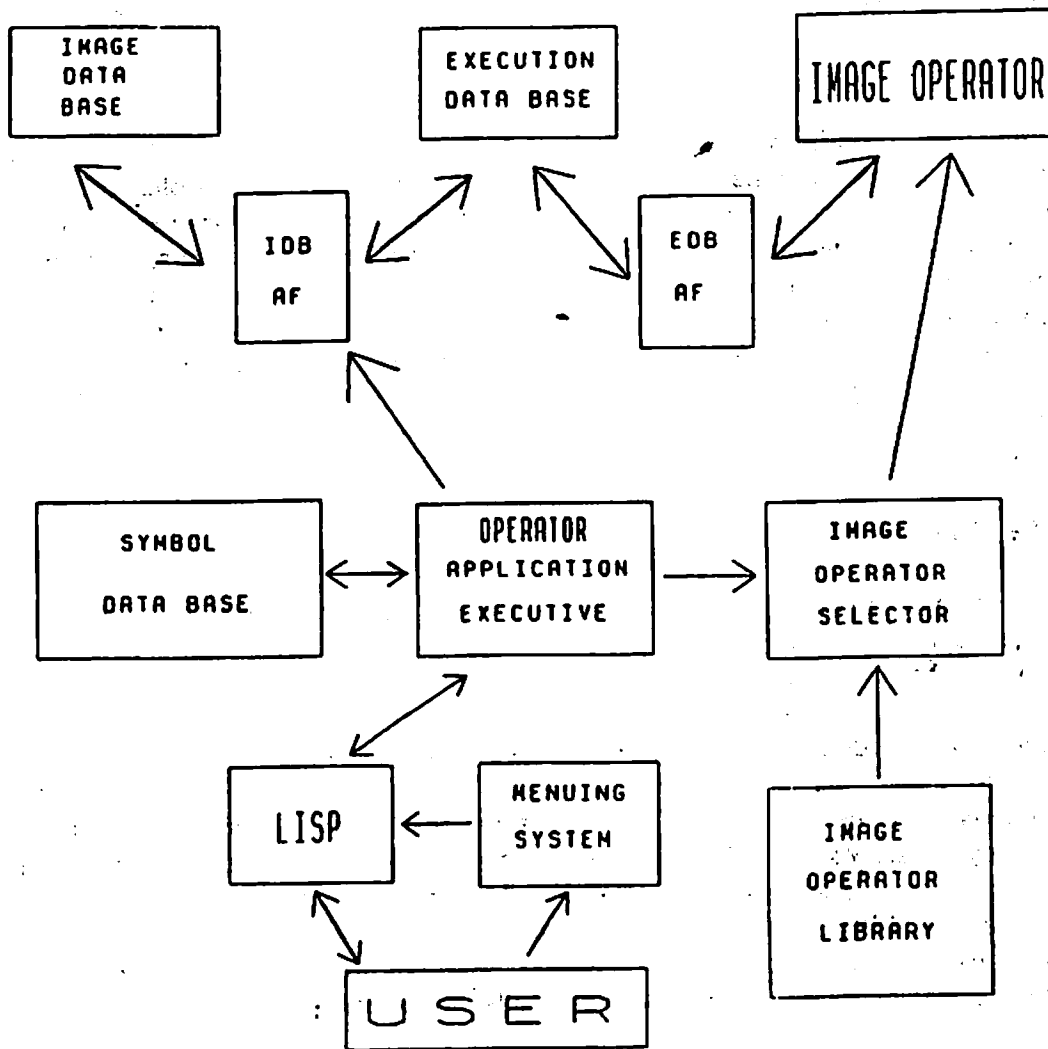 IMAGE
DATA
BASE
EXECUTION
DATA BASE
IMAGE OPERATOR
IDB
AF
EDB
AF
SYMBOL
DATA BASE
OPERATOR
APPLICATION
EXECUTIVE
IMAGE
OPERATOR
SELECTOR
LISP
MENUING
SYSTEM
IMAGE
OPERATOR
LIBRARY
USER